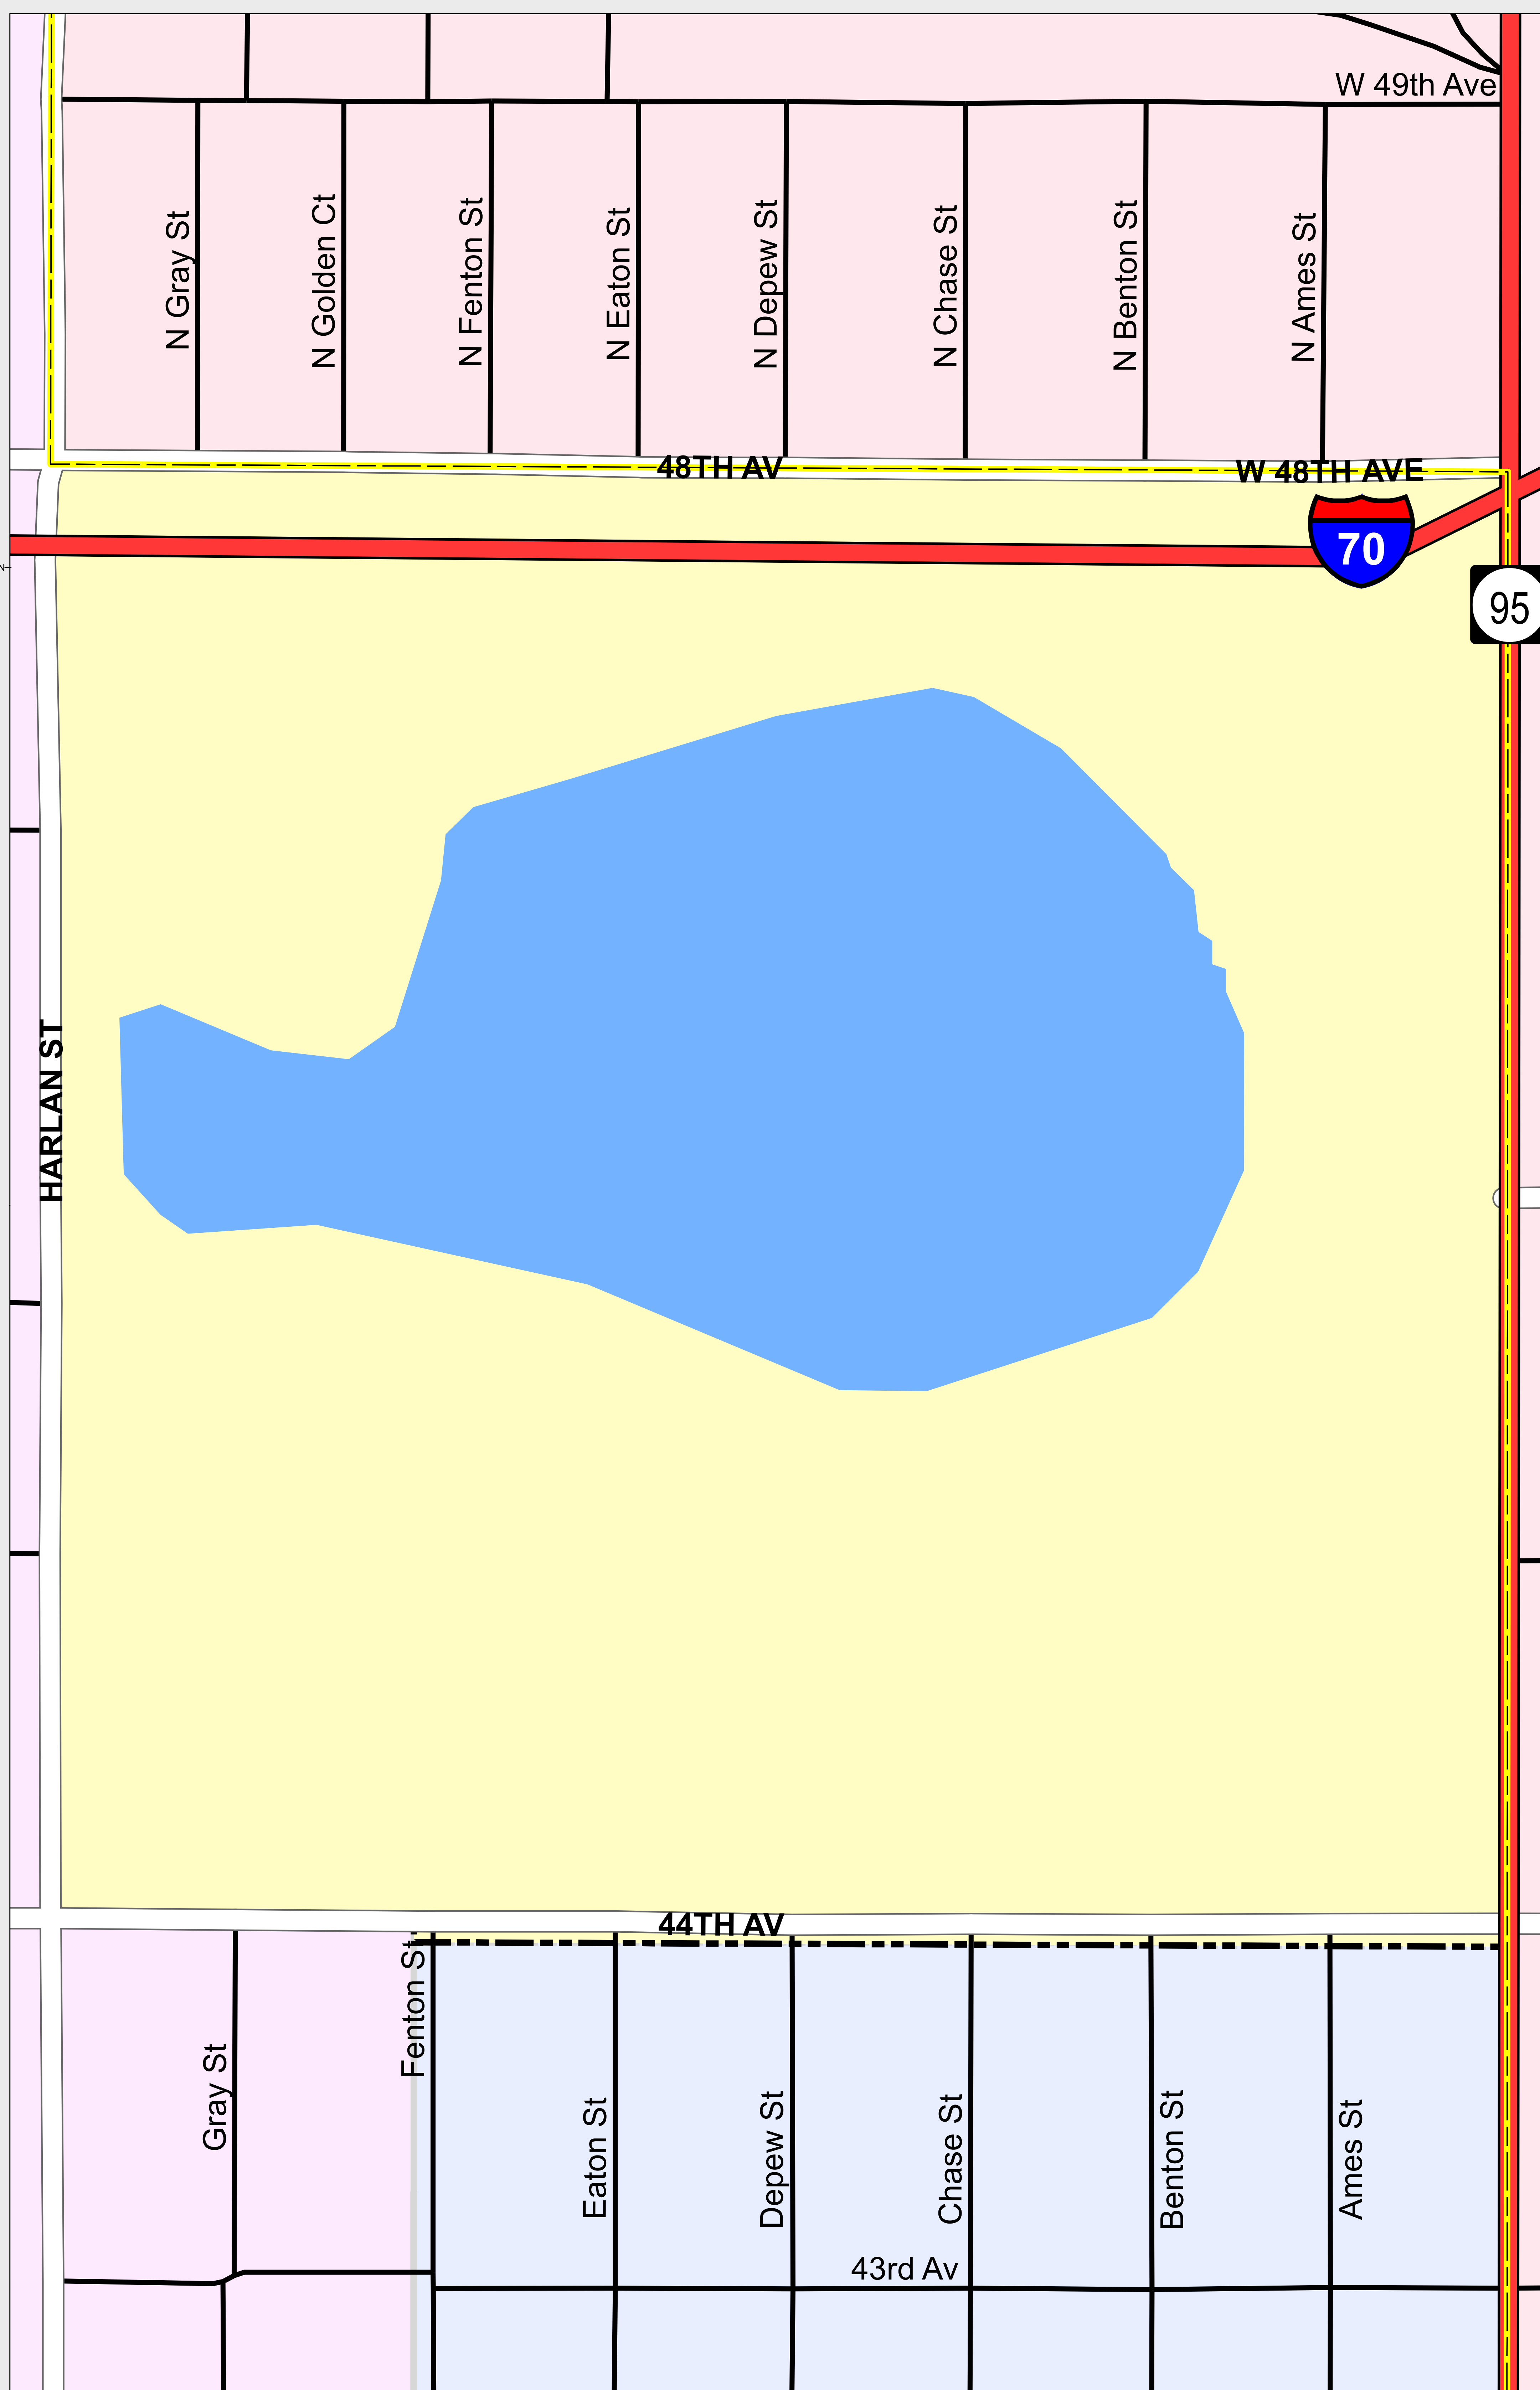 W 49th Ave
N Gray St
N Golden Ct
N Fenton St
N Eaton St
N Depew St
N Chase St
N Benton St
N Ames St
48TH AV
W 48TH AVE
70
95
HARLAN ST
44TH AV
Fenton St
Gray St
Eaton St
Depew St
Chase St
Benton St
Ames St
43rd Av